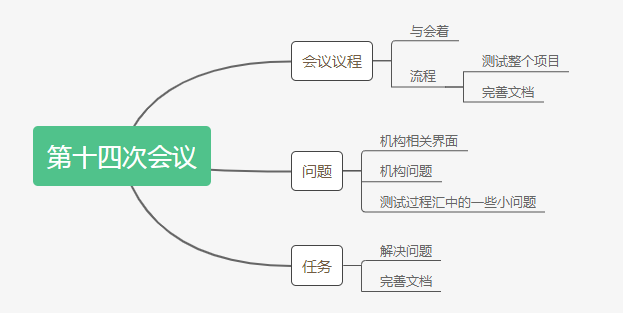 第十四次会议
会议议程
与会着
流程
测试整个项目
完善文档
问题
机构相关界面
机构问题
测试过程汇中的一些小问题
任务
解决问题
完善文档